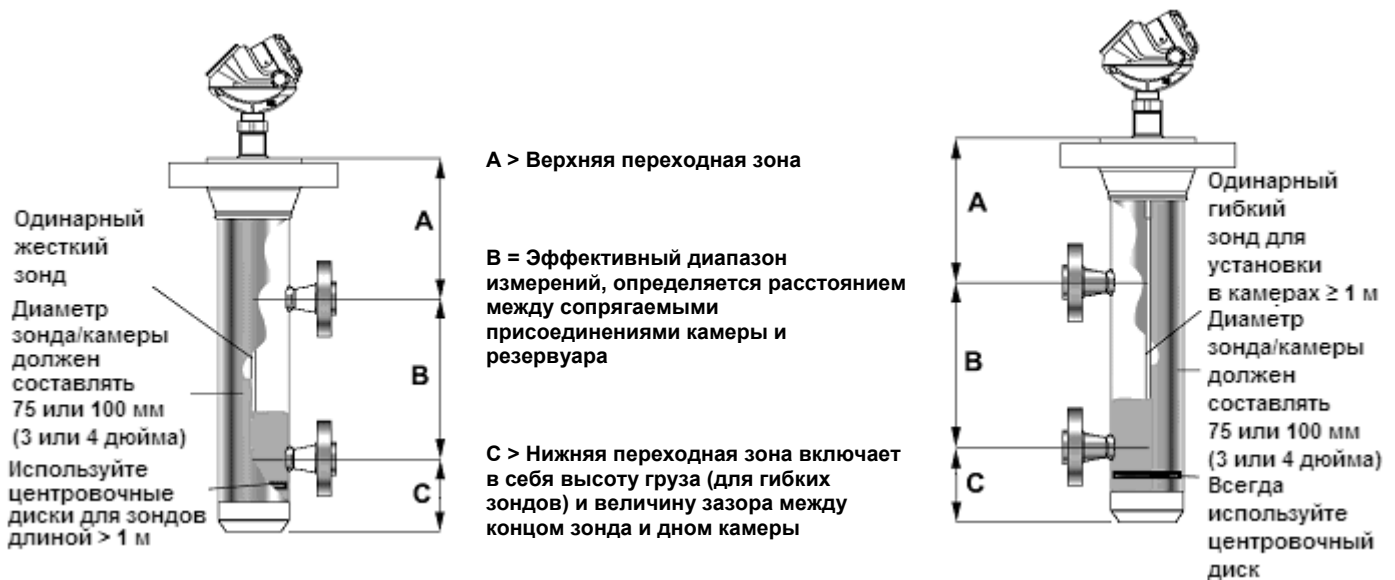 Одинарный
жесткий
зонд
Диаметр
зонда/камеры
должен
составлять
75 или 100 мм
(3 или 4 дюйма)
Используйте
центровочные
диски для зондов
длиной > 1 м
A
B
C
A > Верхняя переходная зона
B = Эффективный диапазон
измерений, определяется расстоянием
между сопрягаемыми
присоединениями камеры и
резервуара
C > Нижняя переходная зона включает
в себя высоту груза (для гибких
зондов) и величину зазора между
концом зонда и дном камеры
A
B
C
Одинарный
гибкий
зонд для
установки
в камерах ≥ 1 м
Диаметр
зонда/камеры
должен
составлять
75 или 100 мм
(3 или 4 дюйма)
Всегда
используйте
центровочный
диск